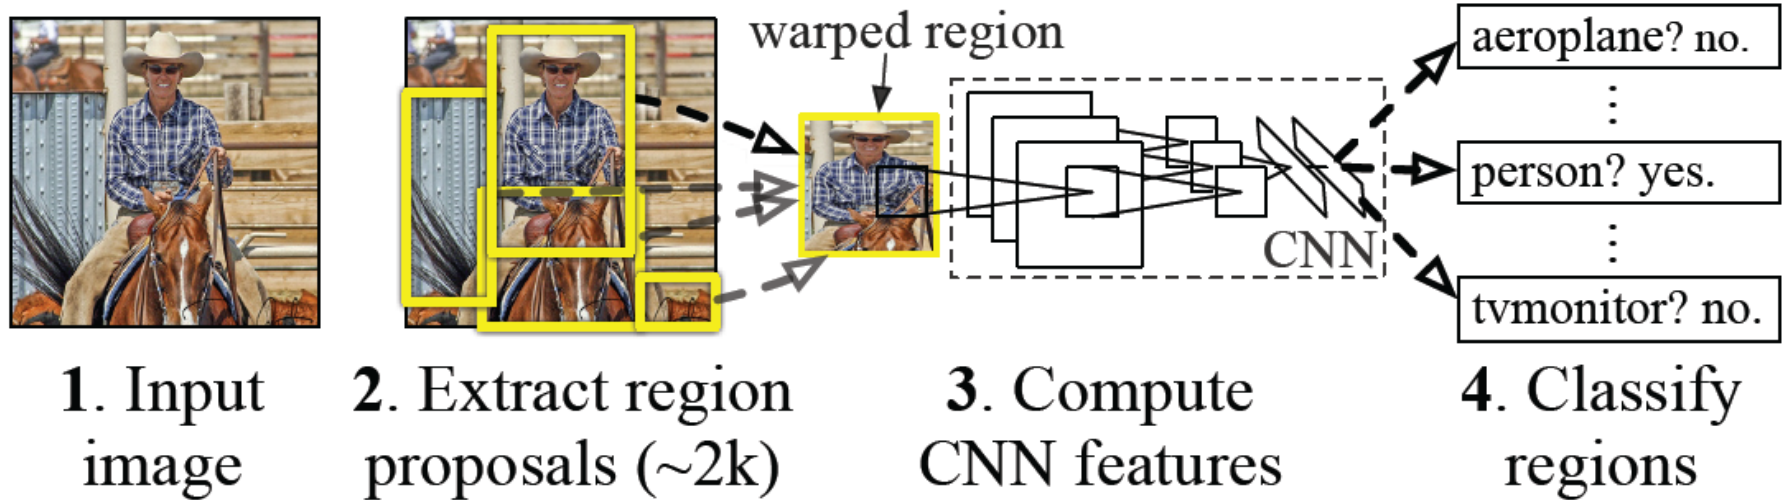 warped region
aeroplane? no.
person? yes.
tvmonitor? no.
CNN
1. Input
image
2. Extract region
proposals (~2k)
3. Compute
CNN features
4. Classify
regions